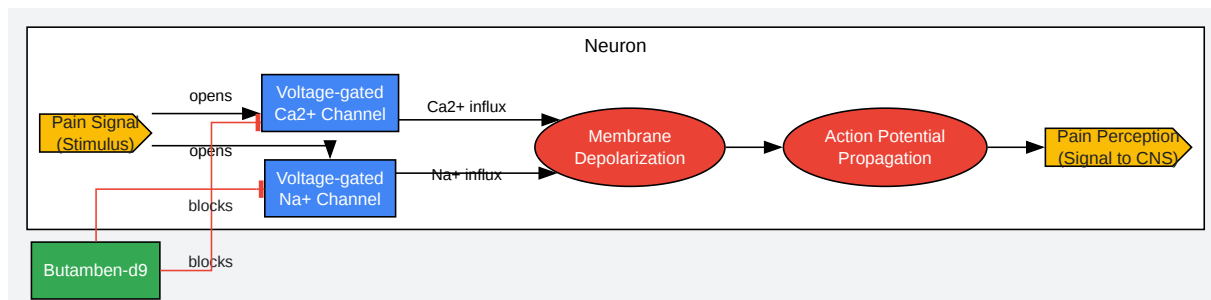 Neuron
Pain Signal
(Stimulus)
opens
opens
Voltage-gated
Ca2+ Channel
Voltage-gated
Na+ Channel
Ca2+ influx
Na+ influx
Membrane
Depolarization
Action Potential
Propagation
Pain Perception
(Signal to CNS)
blocks
blocks
Butamben-d9